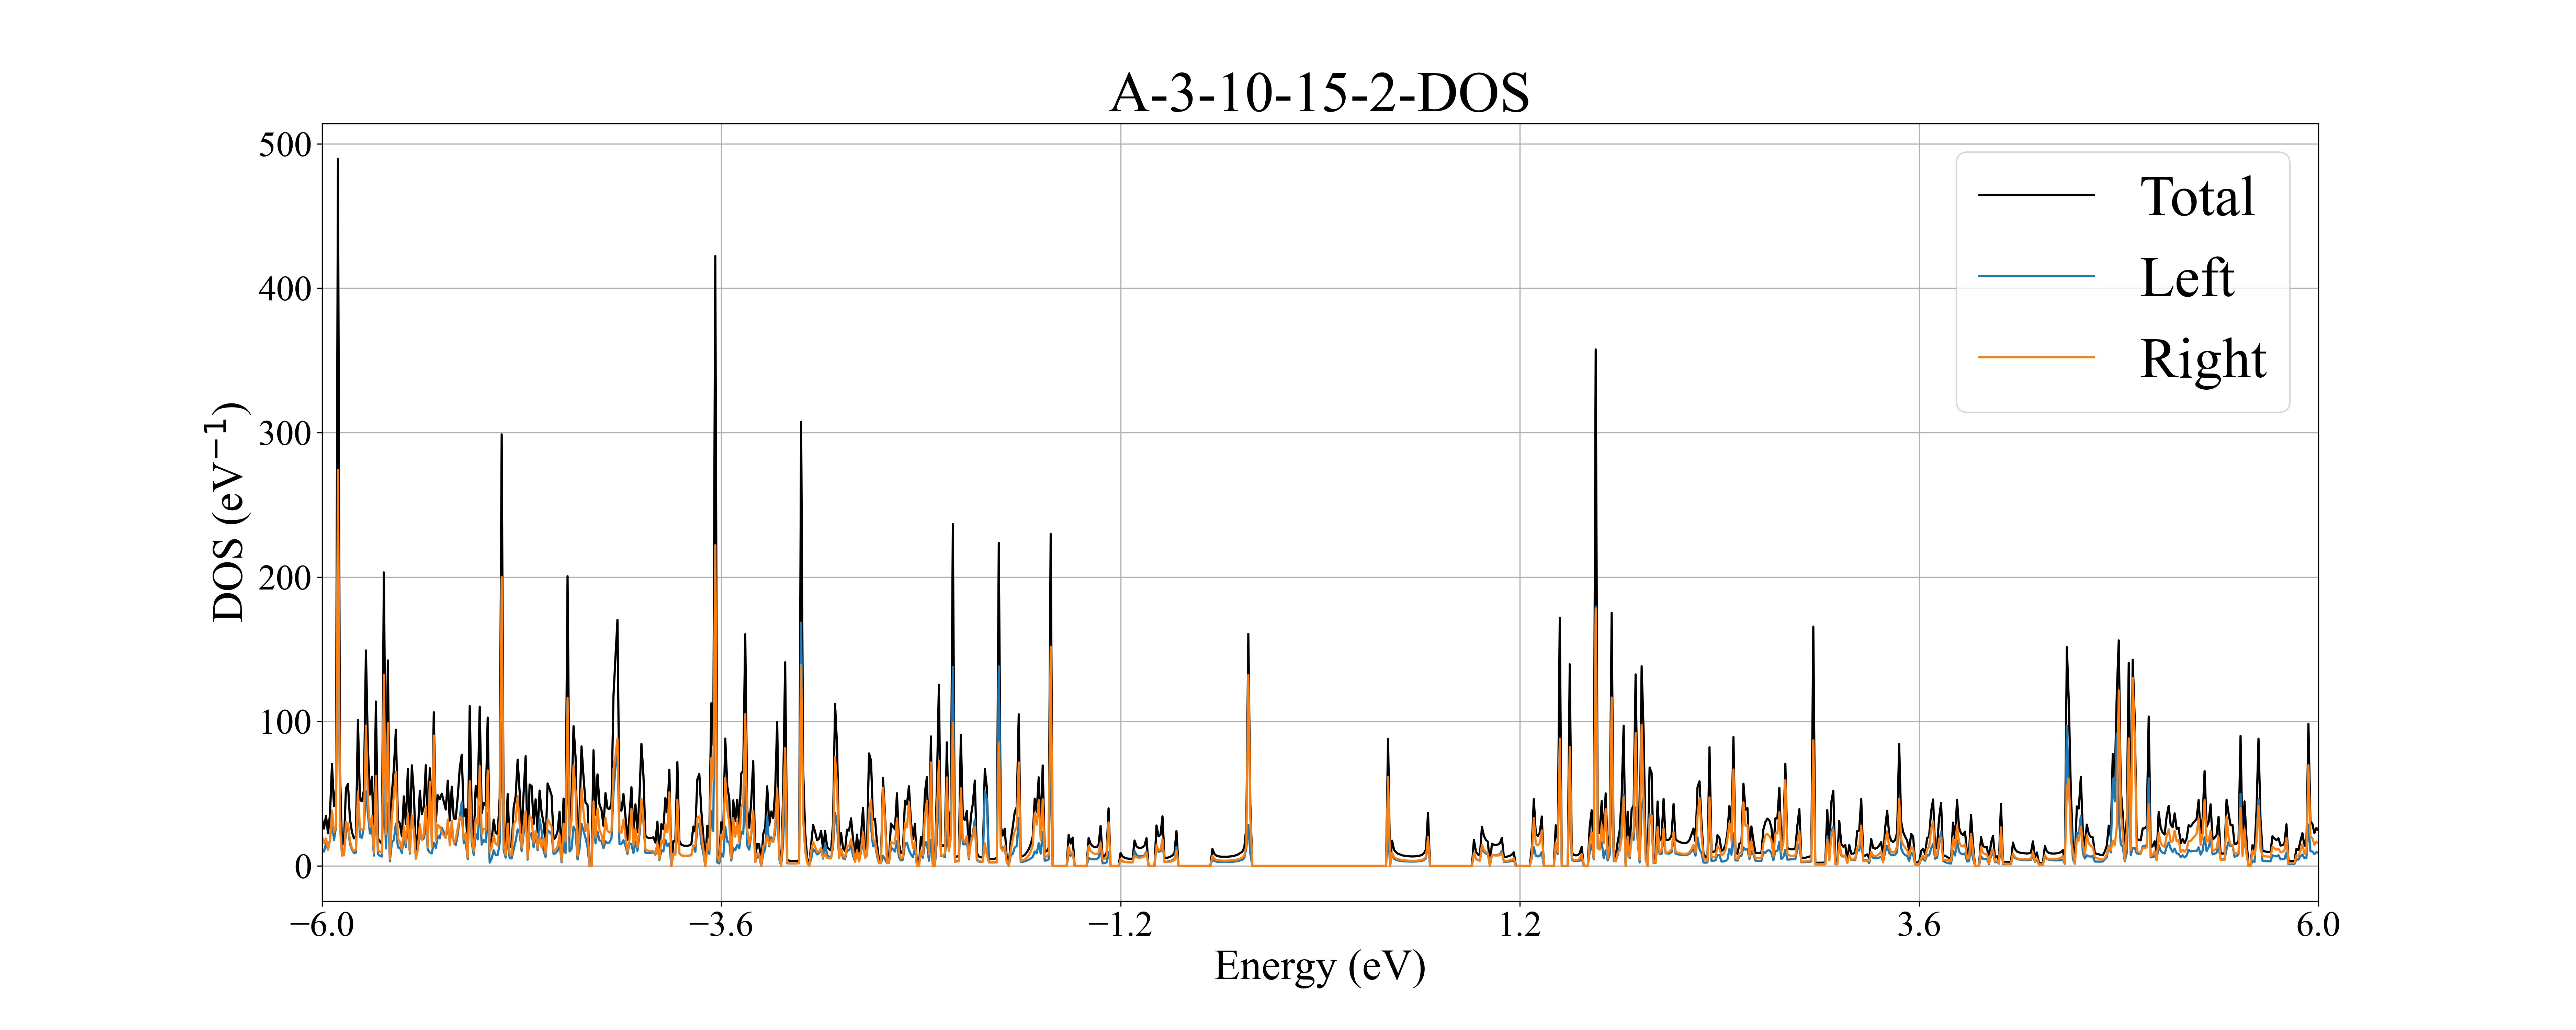 A-3-10-15-2-DOS
500
400
300
200
100
0
DOS (eV⁻¹)
Total
Left
Right
−6.0
−3.6
−1.2
1.2
3.6
6.0
Energy (eV)